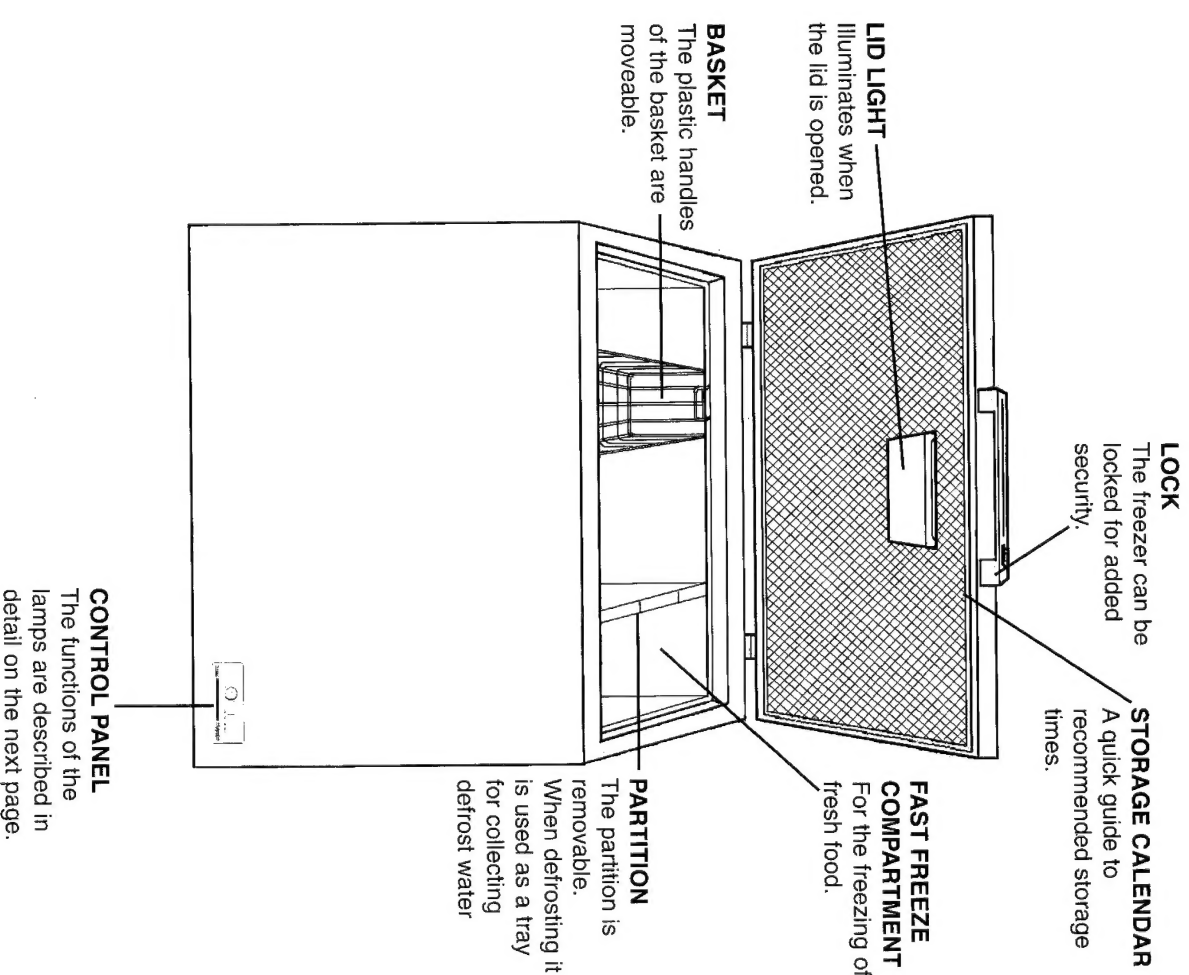 LOCK
The freezer can be
locked for added
security.
STORAGE CALENDAR
A quick guide to
recommended storage
times.
LID LIGHT
Illuminates when
the lid is opened.
FAST FREEZE
COMPARTMENT
For the freezing of
fresh food.
BASKET
The plastic handles
of the basket are
moveable.
PARTITION
The partition is
removable.
When defrosting it
is used as a tray
for collecting
defrost water
CONTROL PANEL
The functions of the
lamps are described in
detail on the next page.